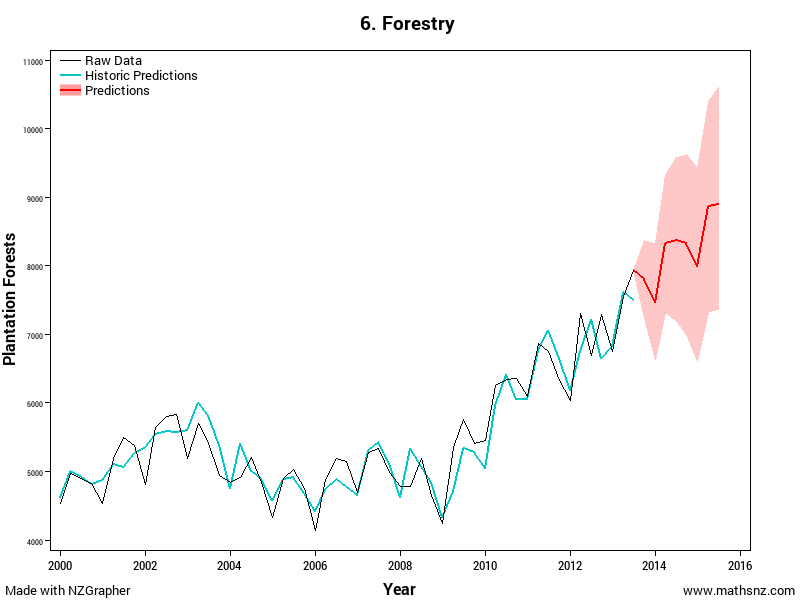 6. Forestry
Raw Data
Historic Predictions
Predictions
11000
10000
9000
8000
7000
6000
5000
4000
Plantation Forests
2000 2002 2004 2006 2008 2010 2012 2014 2016
Year
Made with NZGrapher
www.mathsnz.com